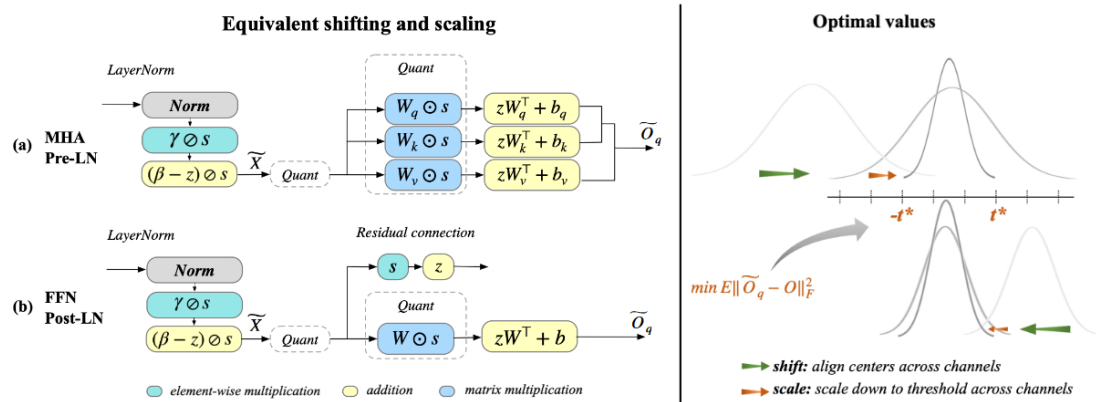 Equivalent shifting and scaling
(a) MHA
Pre-LN
LayerNorm
Norm
γ ⊘ s
(β − z) ⊘ s
X̃
Quant
Quant
W_q ⊙ s
W_k ⊙ s
W_v ⊙ s
zW_q^⊤ + b_q
zW_k^⊤ + b_k
zW_v^⊤ + b_v
Õ_q
(b) FFN
Post-LN
LayerNorm
Norm
γ ⊘ s
(β − z) ⊘ s
X̃
Quant
Residual connection
s
z
Quant
W ⊙ s
zW^⊤ + b
Õ_q
element-wise multiplication
addition
matrix multiplication
Optimal values
-t*
t*
min E||Õ_q − O||_F^2
shift: align centers across channels
scale: scale down to threshold across channels